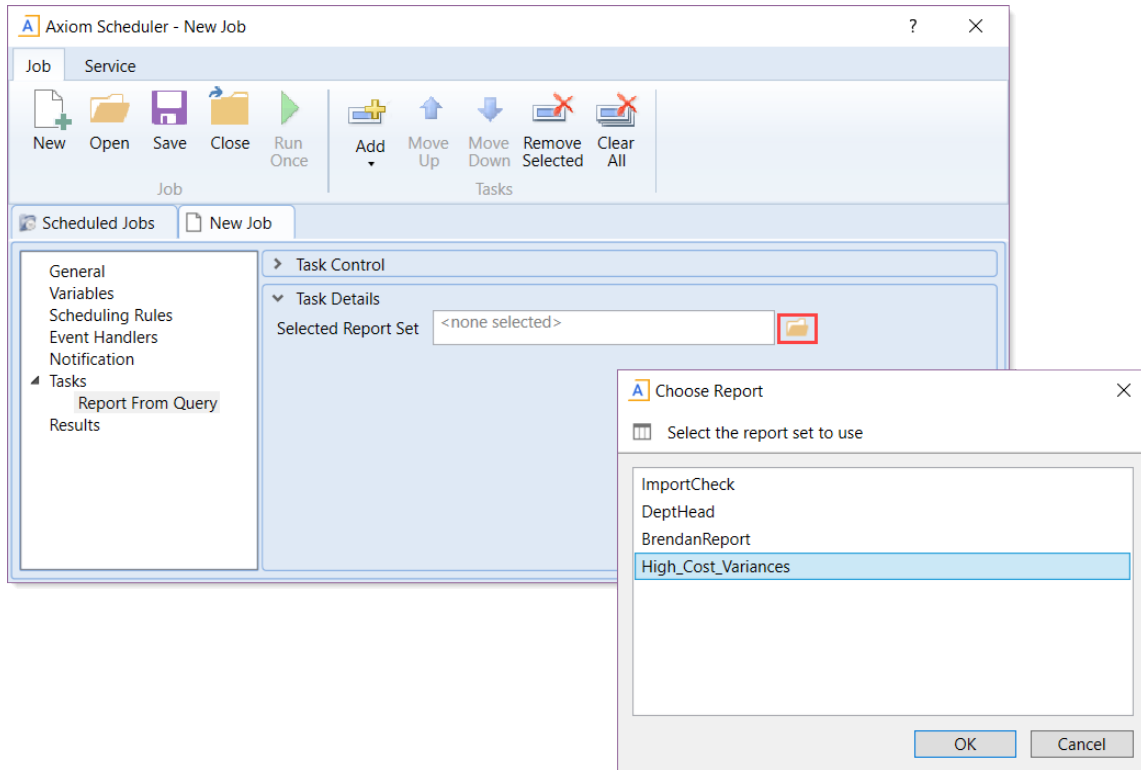 A Axiom Scheduler - New Job ?
Job Service
New Open Save Close Run Once Add Move Up Move Down Remove Selected Clear All
Job Tasks
Scheduled Jobs New Job
General
Variables
Scheduling Rules
Event Handlers
Notification
Tasks
Report From Query
Results
Task Control
Task Details
Selected Report Set <none selected>
A Choose Report
Select the report set to use
ImportCheck
DeptHead
BrendanReport
High_Cost_Variances
OK Cancel